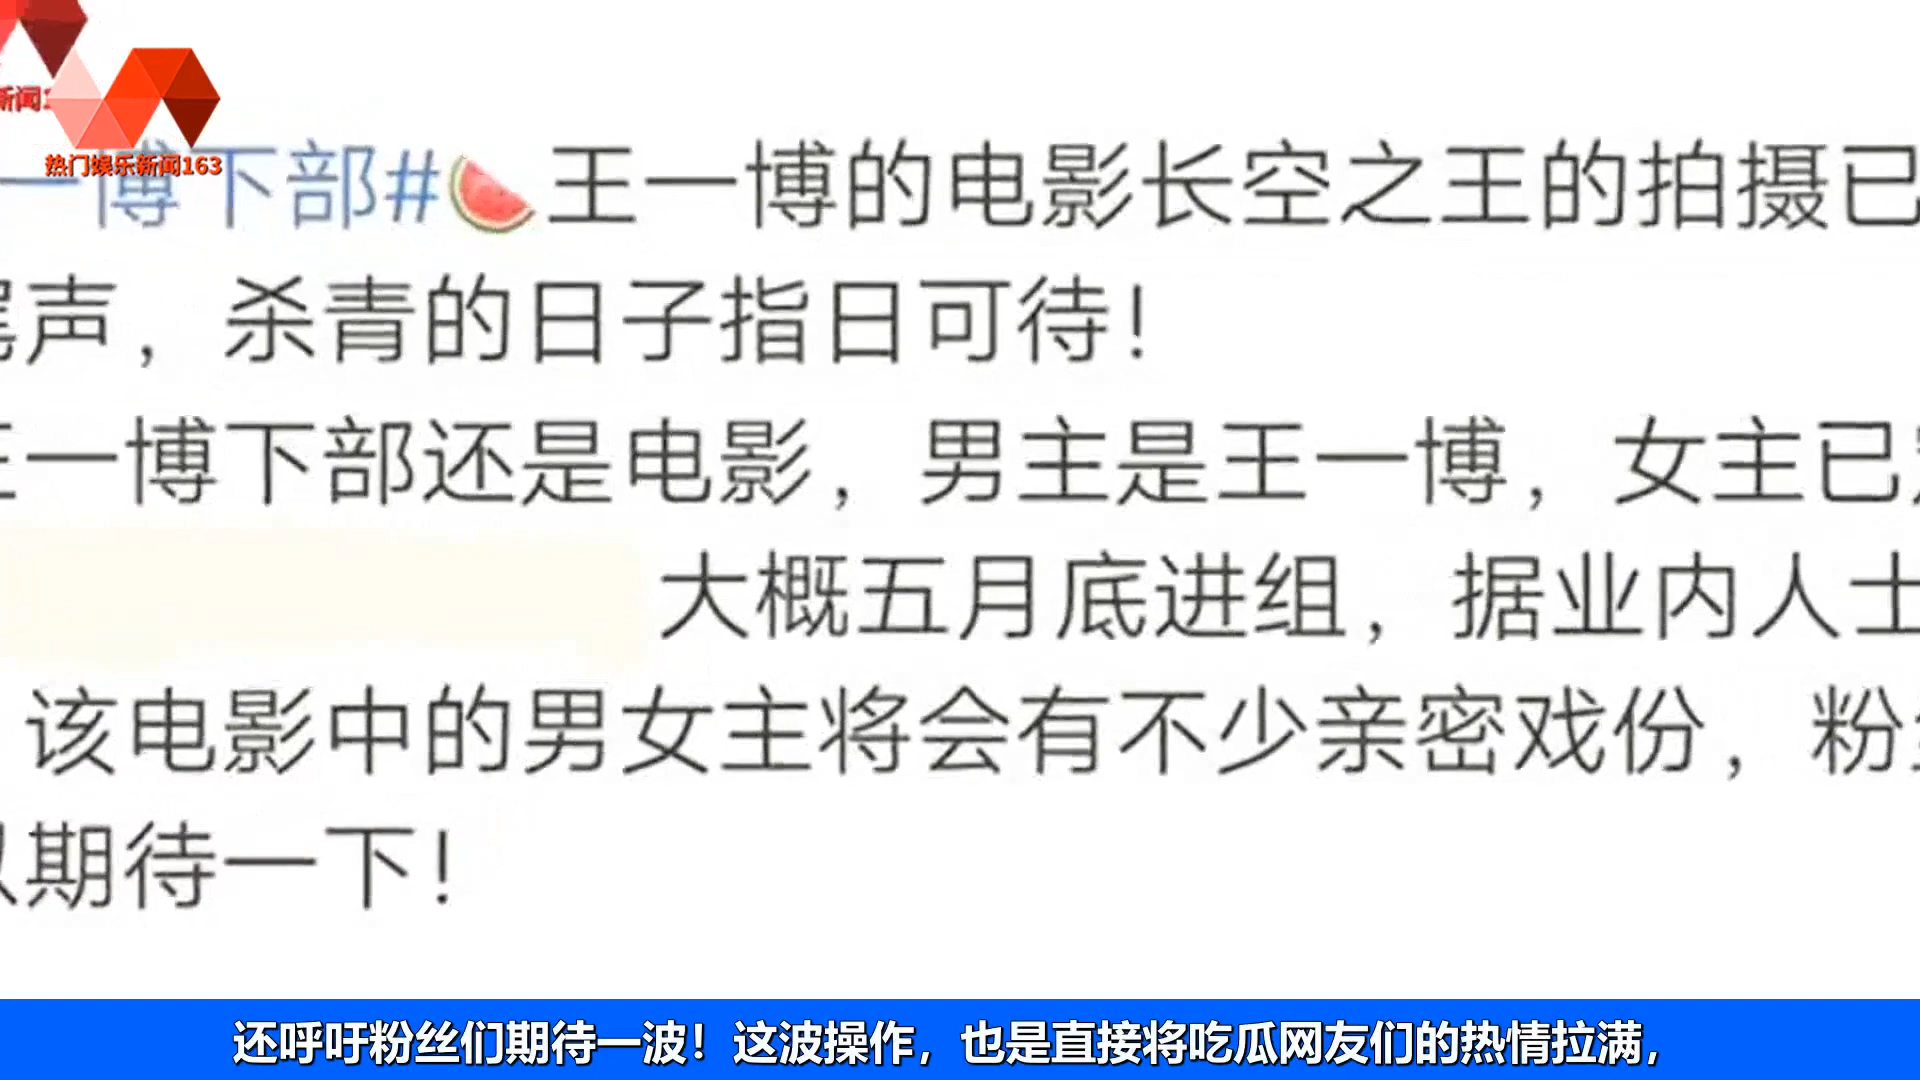 新闻
热门娱乐新闻163
一博下部#🍉王一博的电影长空之王的拍摄已
尾声，杀青的日子指日可待！
王一博下部还是电影，男主是王一博，女主已
大概五月底进组，据业内人士
该电影中的男女主将会有不少亲密戏份，粉
期待一下！
还呼吁粉丝们期待一波！这波操作，也是直接将吃瓜网友们的热情拉满，